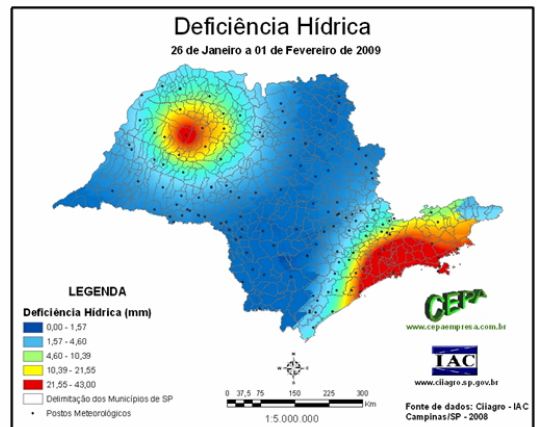 Deficiência Hídrica
26 de Janeiro a 01 de Fevereiro de 2009
LEGENDA
Deficiência Hídrica (mm)
0,00 - 1,57
1,57 - 4,60
4,60 - 10,39
10,39 - 21,55
21,55 - 43,00
Delimitação dos Municípios de SP
Postos Meteorológicos
N
W
E
S
0 37,5 75 150 225 300
Km
1:5.000.000
CEPA
www.cepaempresa.com.br
IAC
www.ciiagro.sp.gov.br
Fonte de dados: Ciiagro - IAC
Campinas/SP - 2008